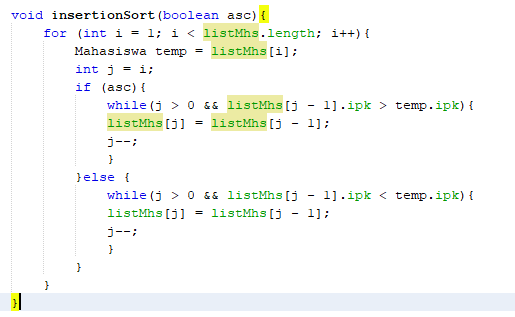 void insertionSort(boolean asc){
    for (int i = 1; i < listMhs.length; i++){
        Mahasiswa temp = listMhs[i];
        int j = i;
        if (asc){
            while(j > 0 && listMhs[j - 1].ipk > temp.ipk){
            listMhs[j] = listMhs[j - 1];
            j--;
            }
        }else {
            while(j > 0 && listMhs[j - 1].ipk < temp.ipk){
            listMhs[j] = listMhs[j - 1];
            j--;
            }
        }
    }
}